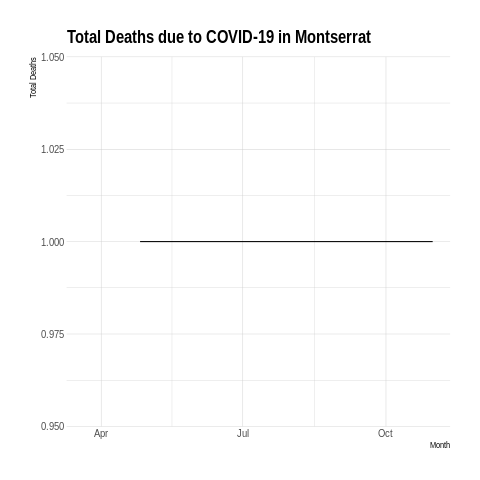 Total Deaths due to COVID-19 in Montserrat
Total Deaths
1.050
1.025
1.000
0.975
0.950
Apr Jul Oct
Month